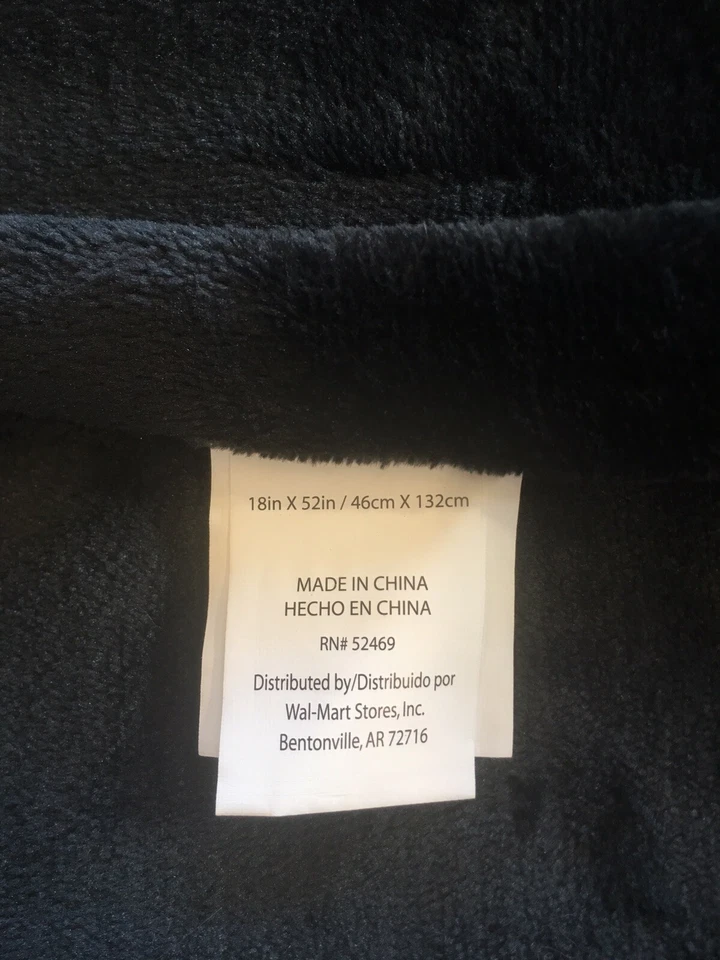 18in X 52in / 46cm X 132cm
MADE IN CHINA
HECHO EN CHINA
RN# 52469
Distributed by/Distribuido por
Wal-Mart Stores, Inc.
Bentonville, AR 72716